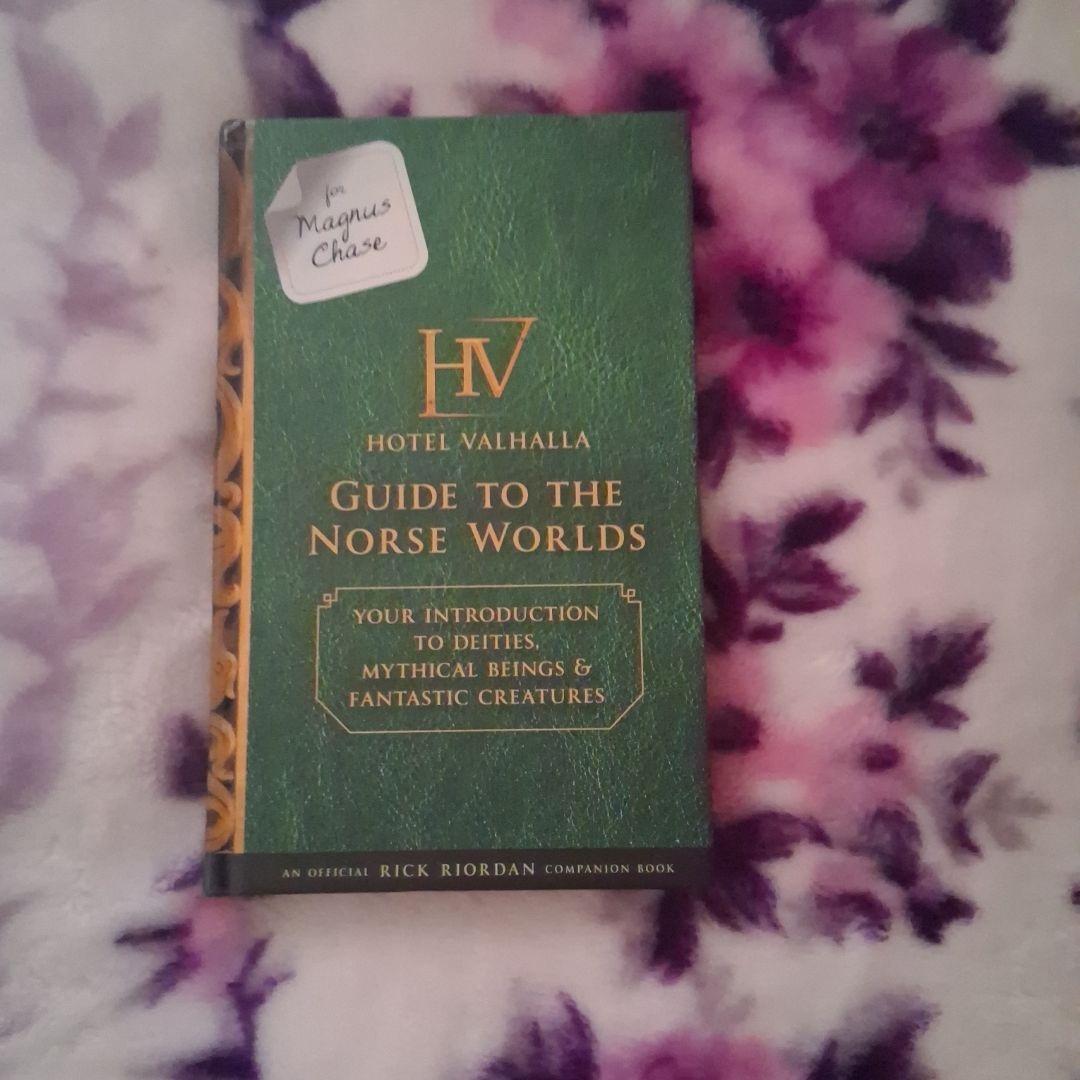 for
Magnus
Chase
HV
HOTEL VALHALLA
GUIDE TO THE
NORSE WORLDS
YOUR INTRODUCTION
TO DEITIES,
MYTHICAL BEINGS &
FANTASTIC CREATURES
AN OFFICIAL RICK RIORDAN COMPANION BOOK